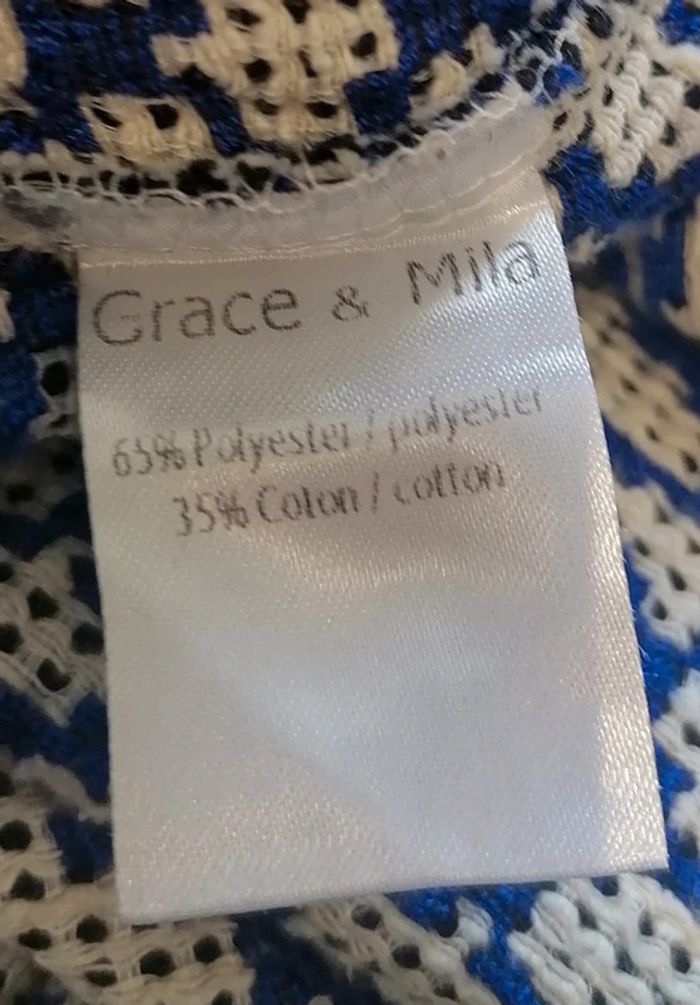 Grace & Mila
65% Polyester / polyester
35% Coton / cotton